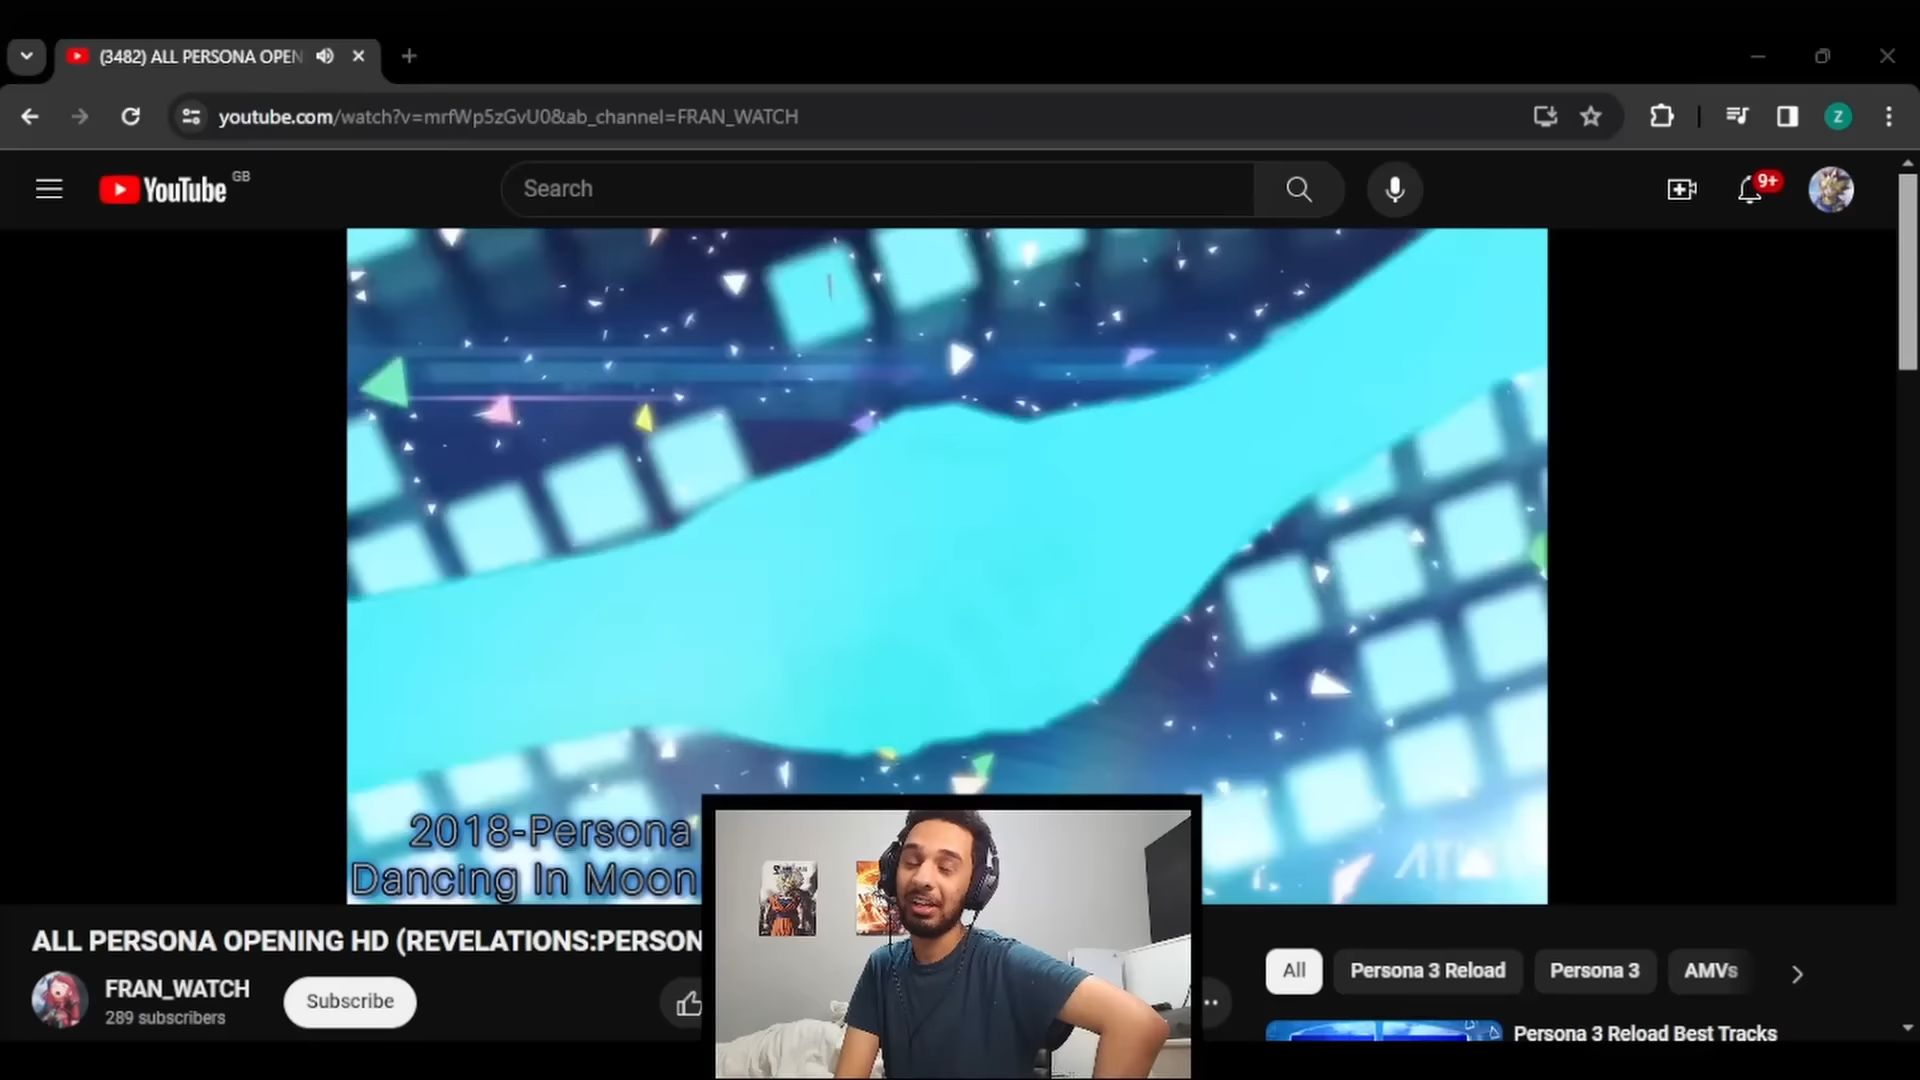 (3482) ALL PERSONA OPEN
youtube.com/watch?v=mrfWp5zGvU0&ab_channel=FRAN_WATCH
Z
YouTube GB
Search
9+
2018-Persona
Dancing In Moon
ALL PERSONA OPENING HD (REVELATIONS:PERSON
FRAN_WATCH
289 subscribers
Subscribe
All
Persona 3 Reload
Persona 3
AMVs
Persona 3 Reload Best Tracks